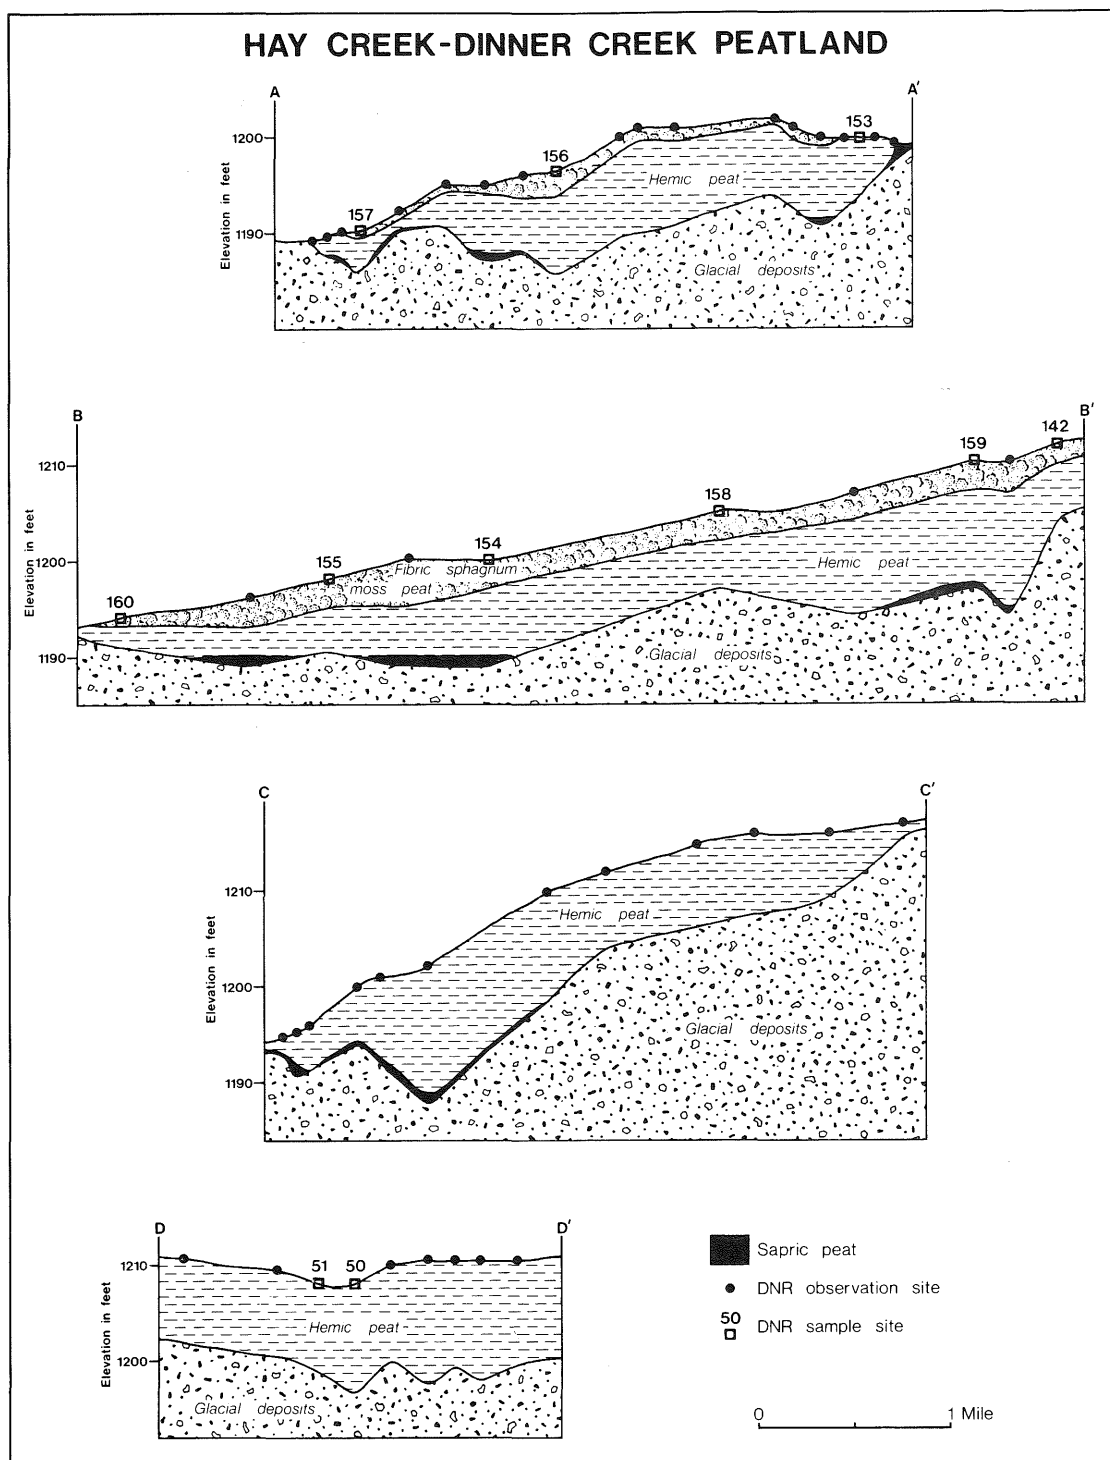 HAY CREEK-DINNER CREEK PEATLAND
A
A'
Elevation in feet
1200
1190
157
156
153
Hemic peat
Glacial deposits
B
B'
Elevation in feet
1210
1200
1190
160
155
154
158
159
142
Fibric sphagnum
moss peat
Hemic peat
Glacial deposits
C
C'
Elevation in feet
1210
1200
1190
Hemic peat
Glacial deposits
D
D'
Elevation in feet
1210
1200
51
50
Hemic peat
Glacial deposits
Sapric peat
DNR observation site
50
DNR sample site
0
1 Mile